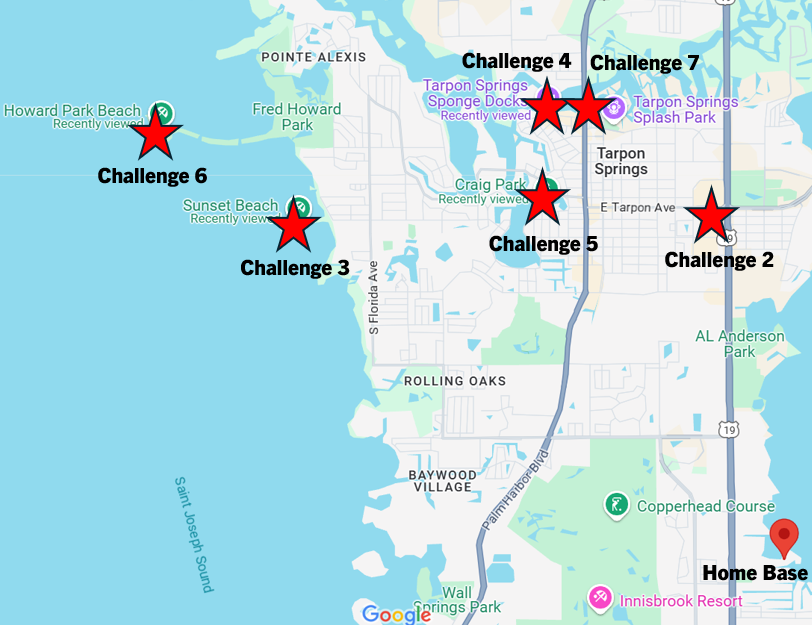 POINTE ALEXIS
Challenge 4
Challenge 7
Tarpon Springs
Sponge Docks
Recently viewed
Tarpon Springs
Splash Park
Howard Park Beach
Recently viewed
Fred Howard
Park
Challenge 6
Tarpon
Springs
Craig Park
Recently viewed
Sunset Beach
Recently viewed
E Tarpon Ave
Challenge 5
Challenge 3
19
Challenge 2
S Florida Ave
AL Anderson
Park
ROLLING OAKS
19
BAYWOOD
VILLAGE
Palm Harbor Blvd
Saint Joseph Sound
Copperhead Course
Home Base
Wall
Springs Park
Innisbrook Resort
Google